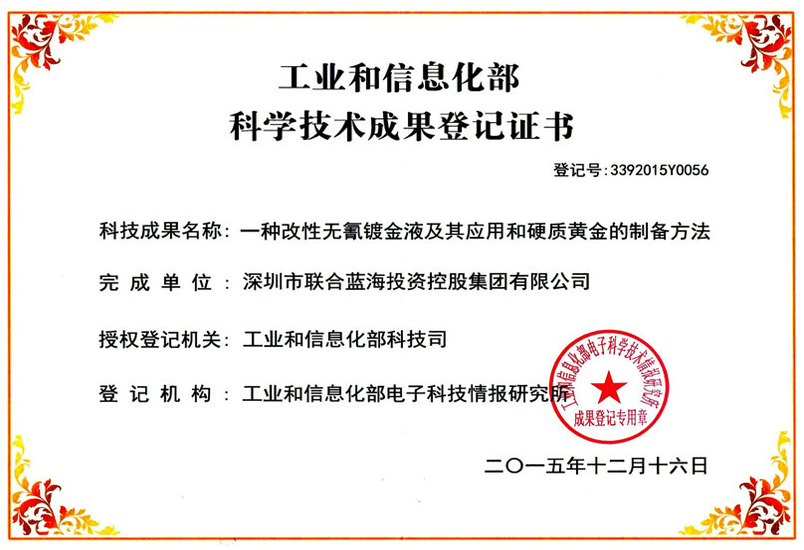 工业和信息化部
科学技术成果登记证书
登记号:3392015Y0056
科技成果名称: 一种改性无氰镀金液及其应用和硬质黄金的制备方法
完成单位: 深圳市联合蓝海投资控股集团有限公司
授权登记机关: 工业和信息化部科技司
登记机构: 工业和信息化部电子科技情报研究所
工业和信息化部电子科学技术情报研究所
成果登记专用章
二〇一五年十二月十六日